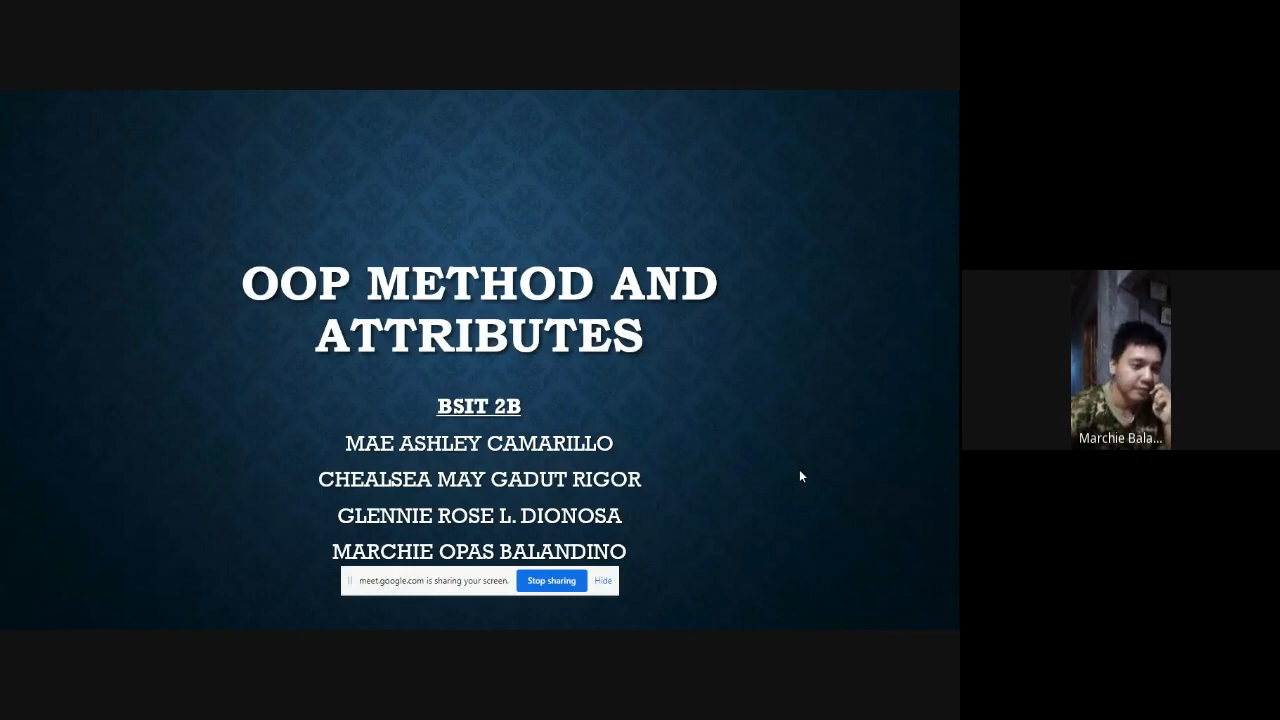 OOP METHOD AND
ATTRIBUTES
BSIT 2B
MAE ASHLEY CAMARILLO
CHEALSEA MAY GADUT RIGOR
GLENNIE ROSE L. DIONOSA
MARCHIE OPAS BALANDINO
meet.google.com is sharing your screen. Stop sharing Hide
Marchie Bala...